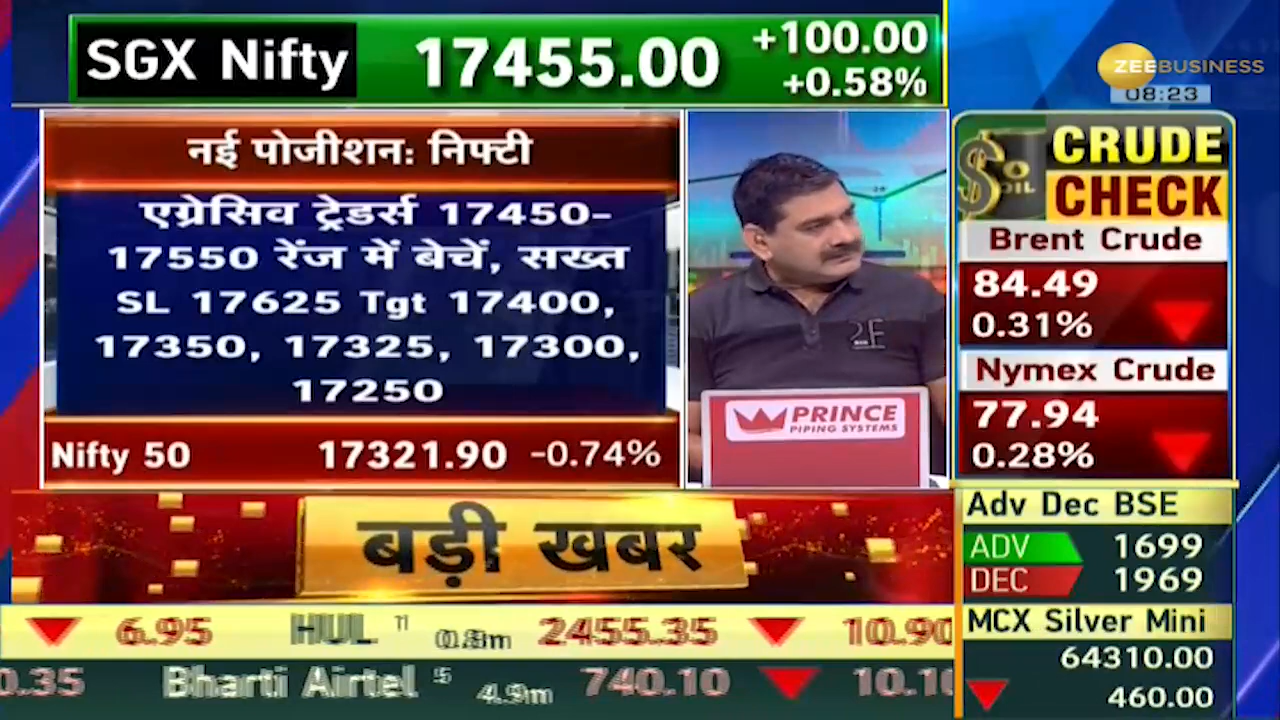 SGX Nifty 17455.00 +100.00
+0.58%
ZEEBUSINESS
08:23
नई पोजीशन: निफ्टी
एग्रेसिव ट्रेडर्स 17450-
17550 रेंज में बेचें, सख्त
SL 17625 Tgt 17400,
17350, 17325, 17300,
17250
Nifty 50 17321.90 -0.74%
PRINCE
PIPING SYSTEMS
OIL
CRUDE
CHECK
Brent Crude
84.49
0.31%
Nymex Crude
77.94
0.28%
Adv Dec BSE
ADV 1699
DEC 1969
MCX Silver Mini
64310.00
460.00
बड़ी खबर
6.95 HUL 2455.35 10.90
0.35 Bharti Airtel 4.9m 740.10 10.10